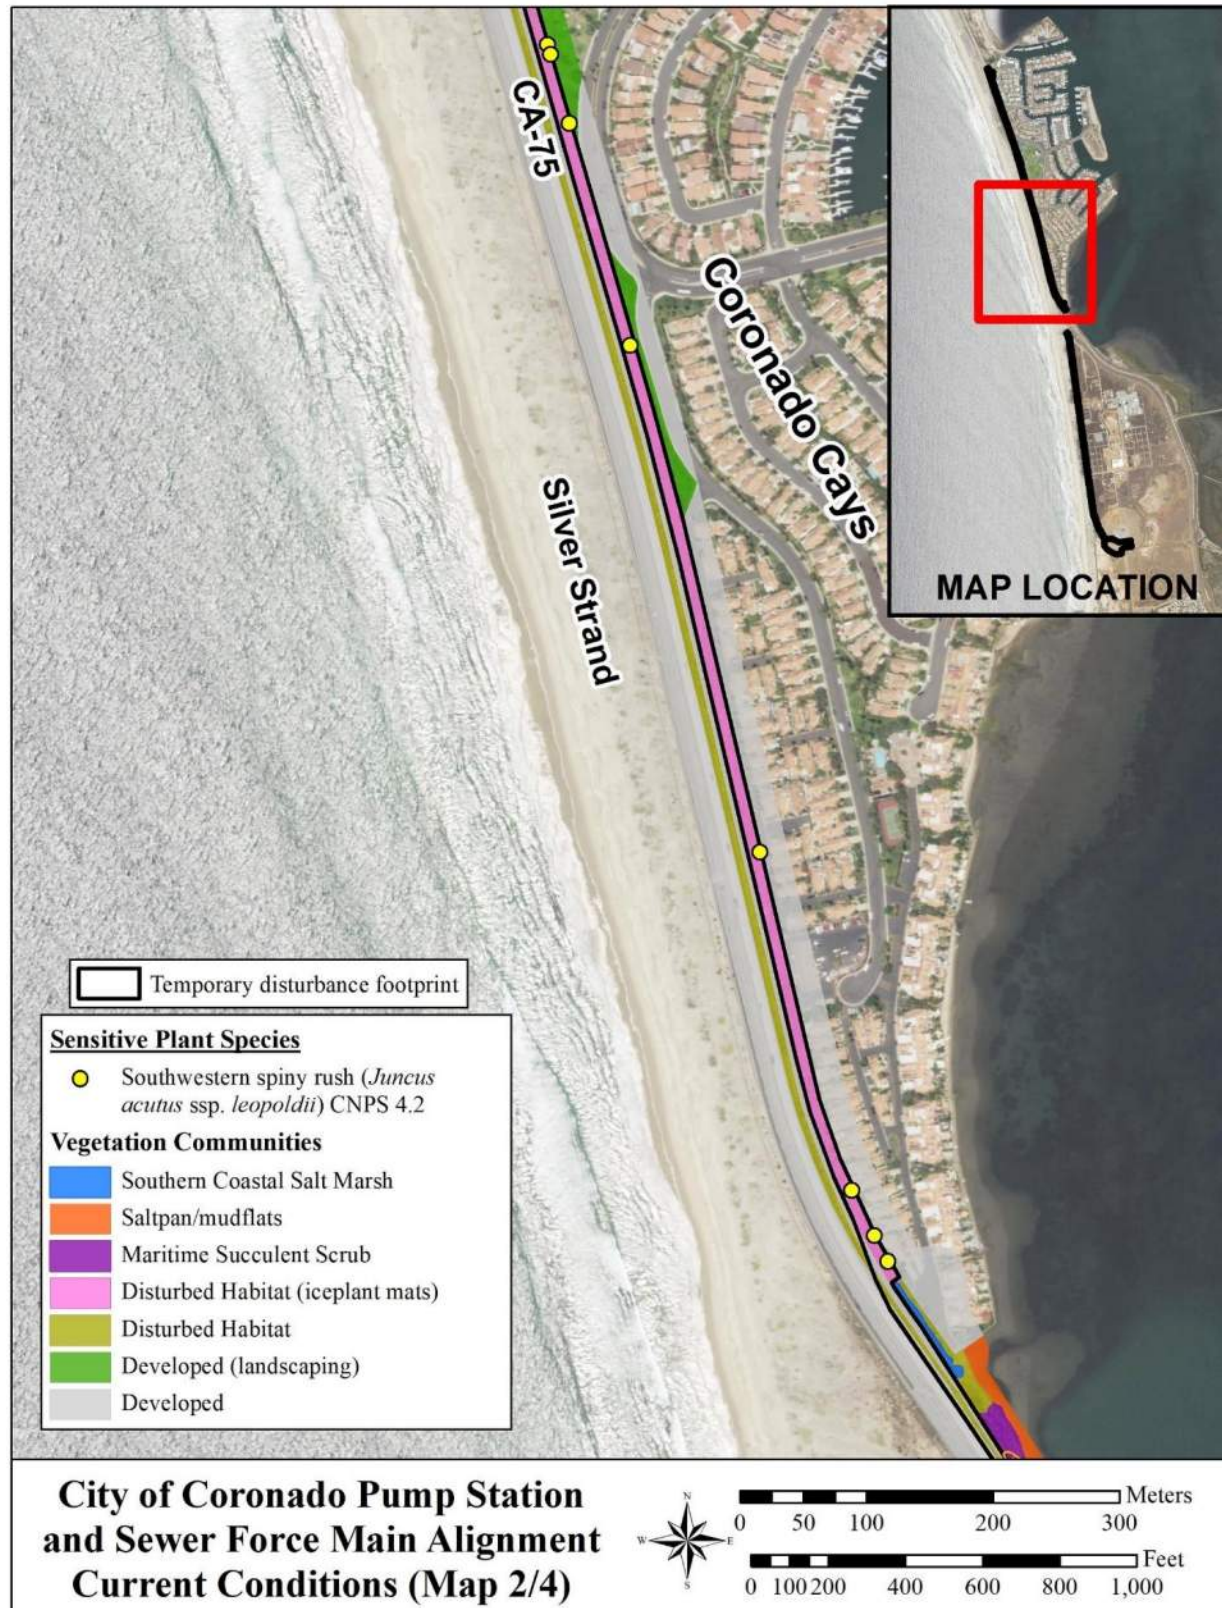 CA-75
Coronado Cays
Silver Strand
MAP LOCATION
Temporary disturbance footprint
Sensitive Plant Species
Southwestern spiny rush (Juncus
acutus ssp. leopoldii) CNPS 4.2
Vegetation Communities
Southern Coastal Salt Marsh
Saltpan/mudflats
Maritime Succulent Scrub
Disturbed Habitat (iceplant mats)
Disturbed Habitat
Developed (landscaping)
Developed
City of Coronado Pump Station
and Sewer Force Main Alignment
Current Conditions (Map 2/4)
N
W E
S
Meters
0 50 100 200 300
Feet
0 100 200 400 600 800 1,000